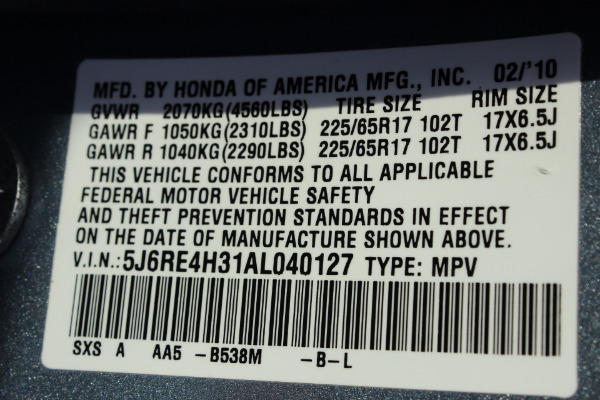 MFD. BY HONDA OF AMERICA MFG., INC. 02/'10
GVWR 2070KG(4560LBS) TIRE SIZE RIM SIZE
GAWR F 1050KG(2310LBS) 225/65R17 102T 17X6.5J
GAWR R 1040KG(2290LBS) 225/65R17 102T 17X6.5J
THIS VEHICLE CONFORMS TO ALL APPLICABLE
FEDERAL MOTOR VEHICLE SAFETY
AND THEFT PREVENTION STANDARDS IN EFFECT
ON THE DATE OF MANUFACTURE SHOWN ABOVE.
V.I.N.:5J6RE4H31AL040127 TYPE: MPV
SXS A AA5 -B538M -B-L